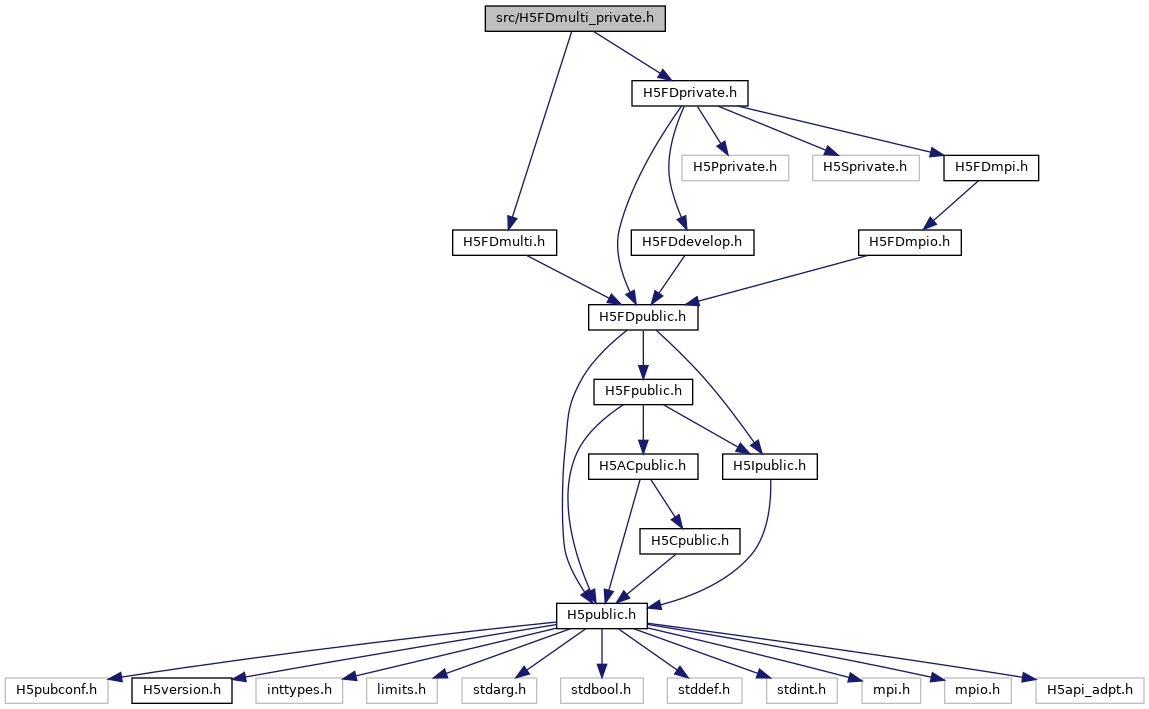 src/H5FDmulti_private.h
H5FDprivate.h
H5Pprivate.h
H5Sprivate.h
H5FDmpi.h
H5FDmulti.h
H5FDdevelop.h
H5FDmpio.h
H5FDpublic.h
H5Fpublic.h
H5ACpublic.h
H5Ipublic.h
H5Cpublic.h
H5public.h
H5pubconf.h
H5version.h
inttypes.h
limits.h
stdarg.h
stdbool.h
stddef.h
stdint.h
mpi.h
mpio.h
H5api_adpt.h